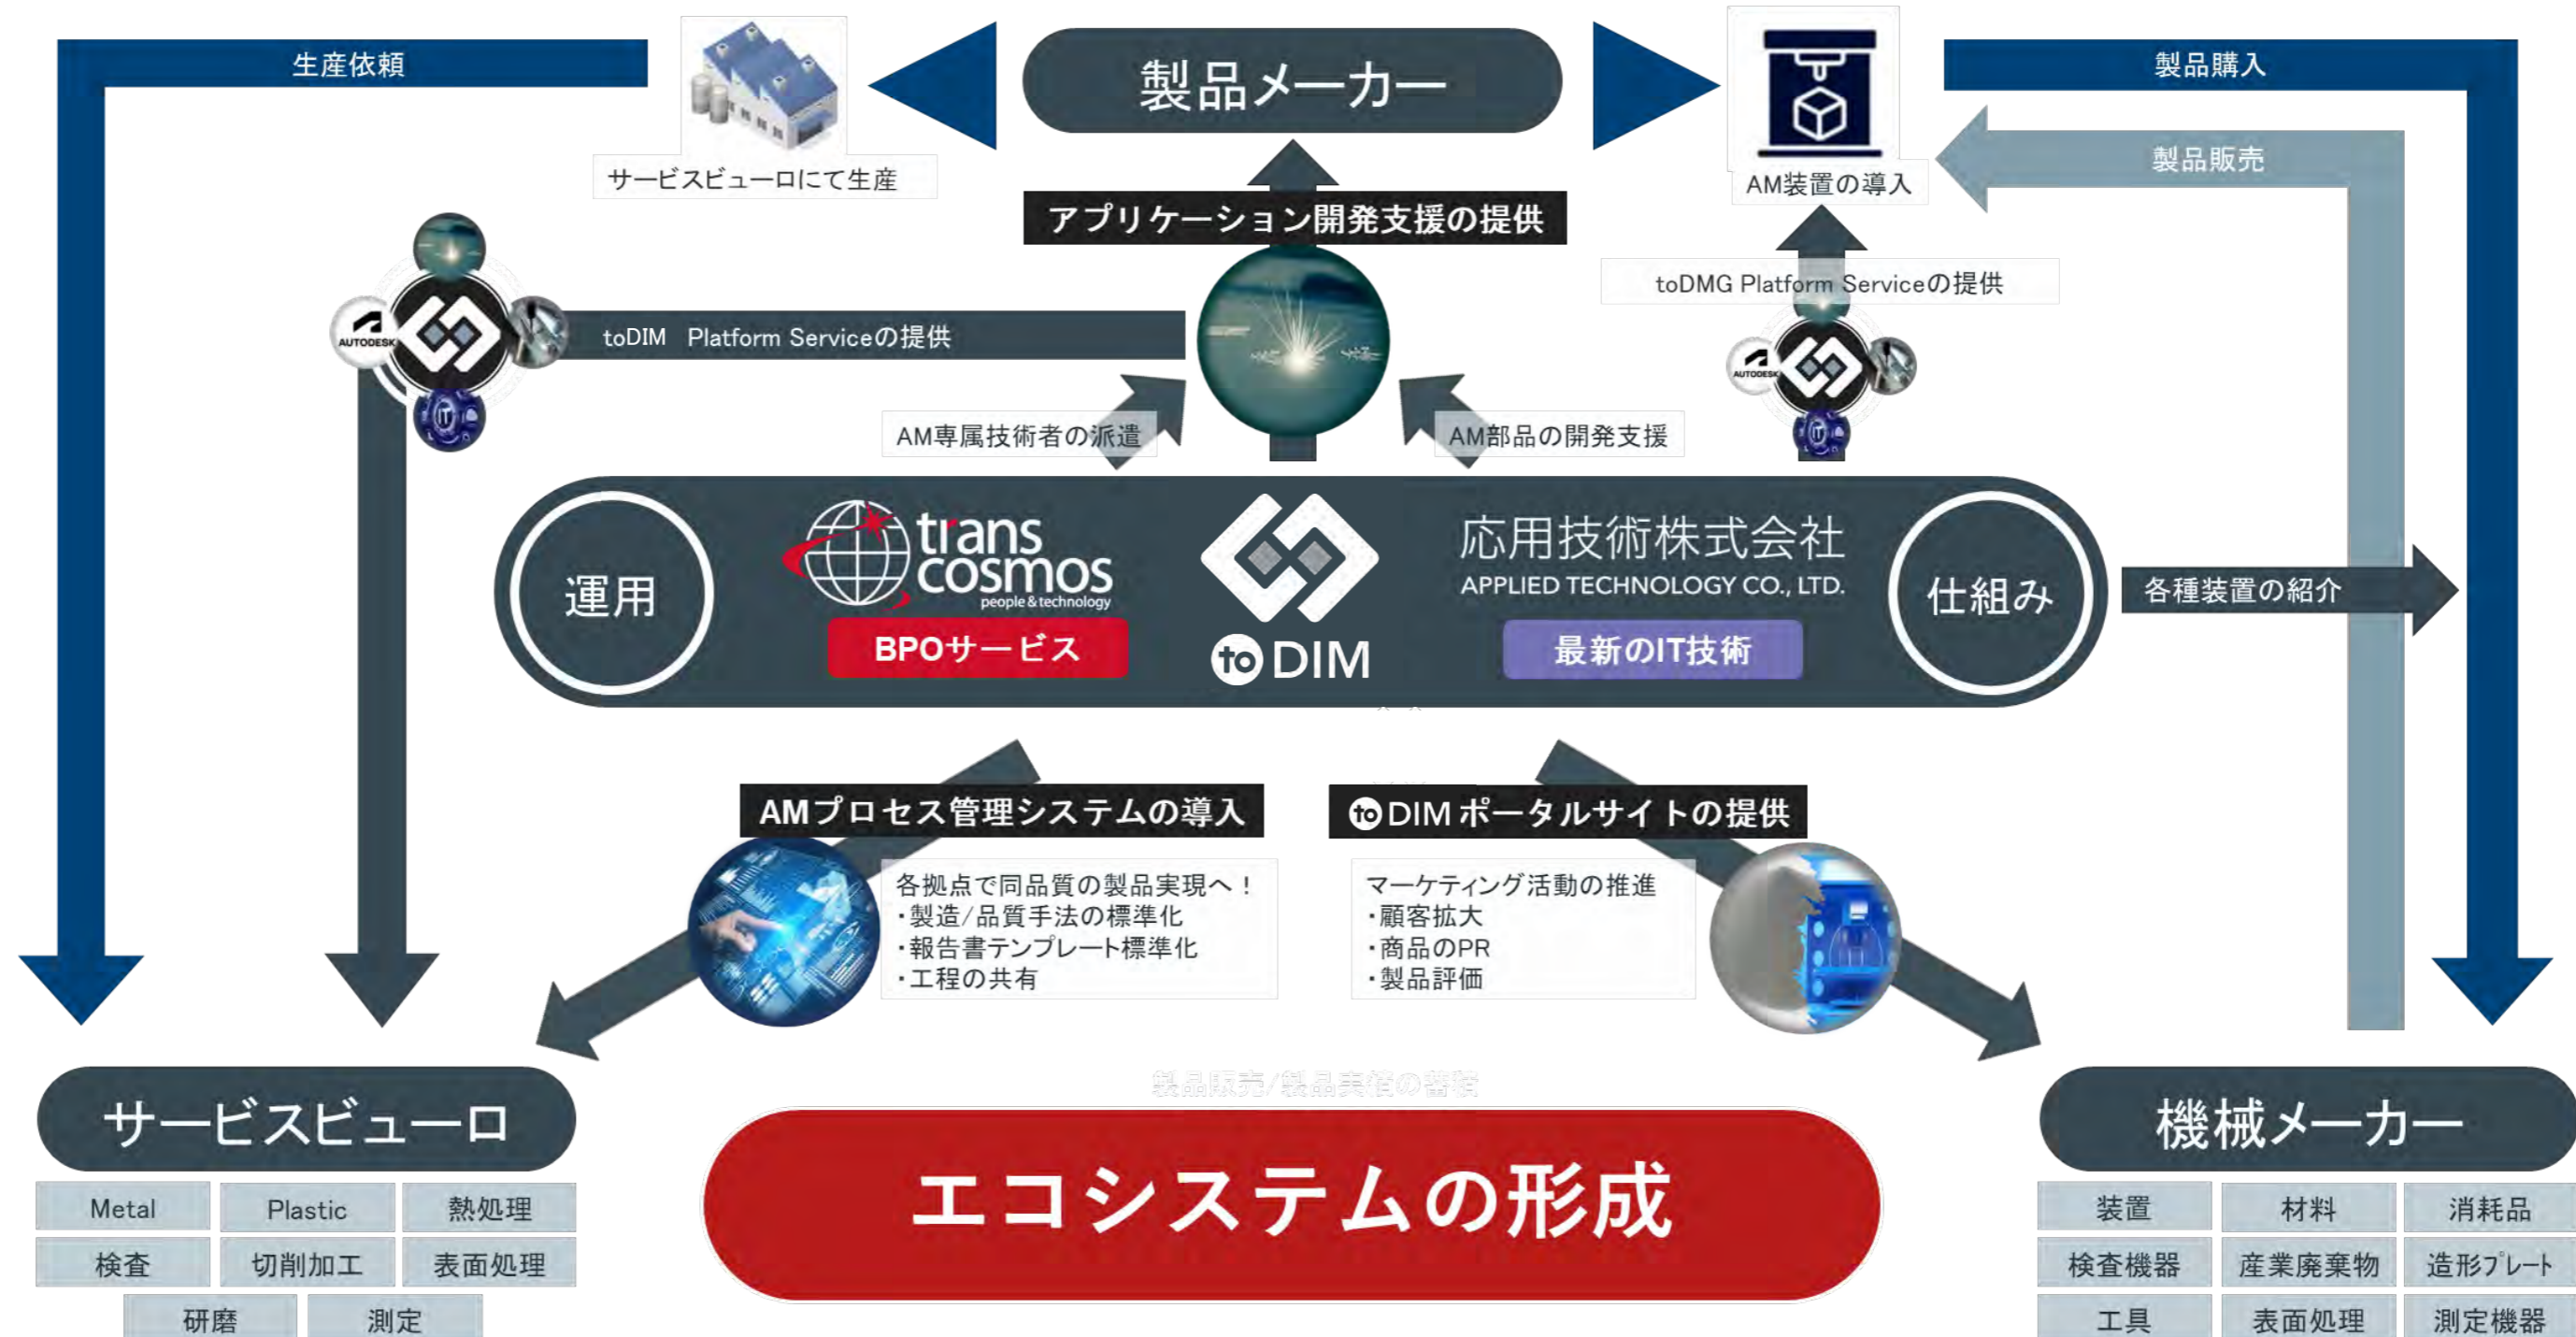 生産依頼
製品メーカー
製品購入
製品販売
サービスビューロにて生産
AM装置の導入
アプリケーション開発支援の提供
toDMG Platform Serviceの提供
AUTODESK
IT
toDIM Platform Serviceの提供
AUTODESK
IT
AM専属技術者の派遣
AM部品の開発支援
運用
trans
cosmos
people & technology
BPOサービス
to DIM
応用技術株式会社
APPLIED TECHNOLOGY CO., LTD.
最新のIT技術
仕組み
各種装置の紹介
AMプロセス管理システムの導入
各拠点で同品質の製品実現へ！
・製造/品質手法の標準化
・報告書テンプレート標準化
・工程の共有
to DIM ポータルサイトの提供
マーケティング活動の推進
・顧客拡大
・商品のPR
・製品評価
製品販売/製品実績の蓄積
エコシステムの形成
サービスビューロ
Metal
Plastic
熱処理
検査
切削加工
表面処理
研磨
測定
機械メーカー
装置
材料
消耗品
検査機器
産業廃棄物
造形プレート
工具
表面処理
測定機器